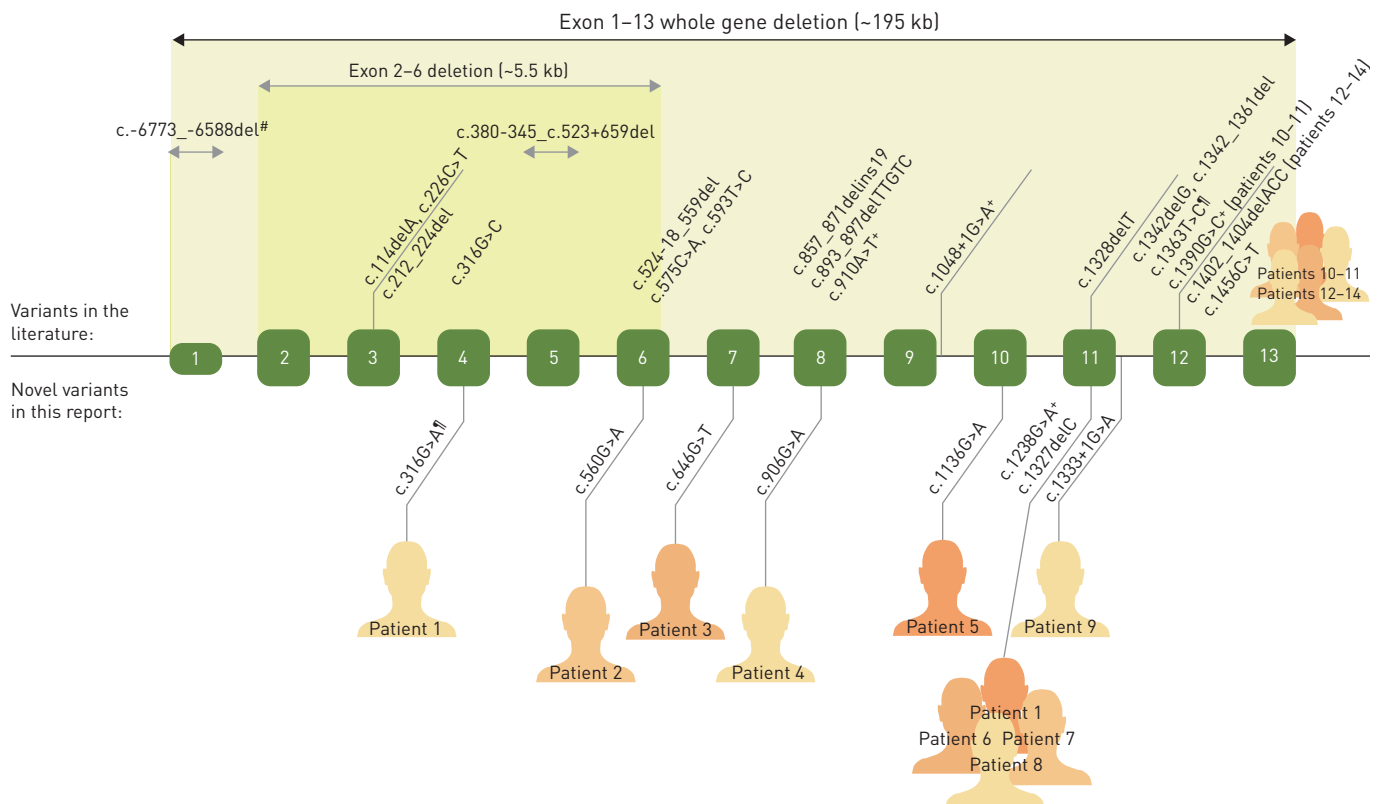 Exon 1–13 whole gene deletion (~195 kb)
Exon 2–6 deletion (~5.5 kb)
c.-6773_-6588del#
c.380-345_c.523+659del
c.114delA, c.226C>T
c.212_224del
c.316G>C
c.524-18_559del
c.575C>A, c.593T>C
c.857_871delins19
c.893_897delTTGTC
c.910A>T+
c.1048+1G>A+
c.1328delT
c.1342delG, c.1342_1361del
c.1363T>C¶
c.1390G>C+ (patients 10–11)
c.1402_1404delACC (patients 12–14)
c.1456C>T
Patients 10–11
Patients 12–14
Variants in the
literature:
1 2 3 4 5 6 7 8 9 10 11 12 13
Novel variants
in this report:
c.316G>A¶
c.560G>A
c.646G>T
c.906G>A
c.1136G>A
c.1238G>A+
c.1327delC
c.1333+1G>A
Patient 1
Patient 2
Patient 3
Patient 4
Patient 5
Patient 9
Patient 1
Patient 6 Patient 7
Patient 8